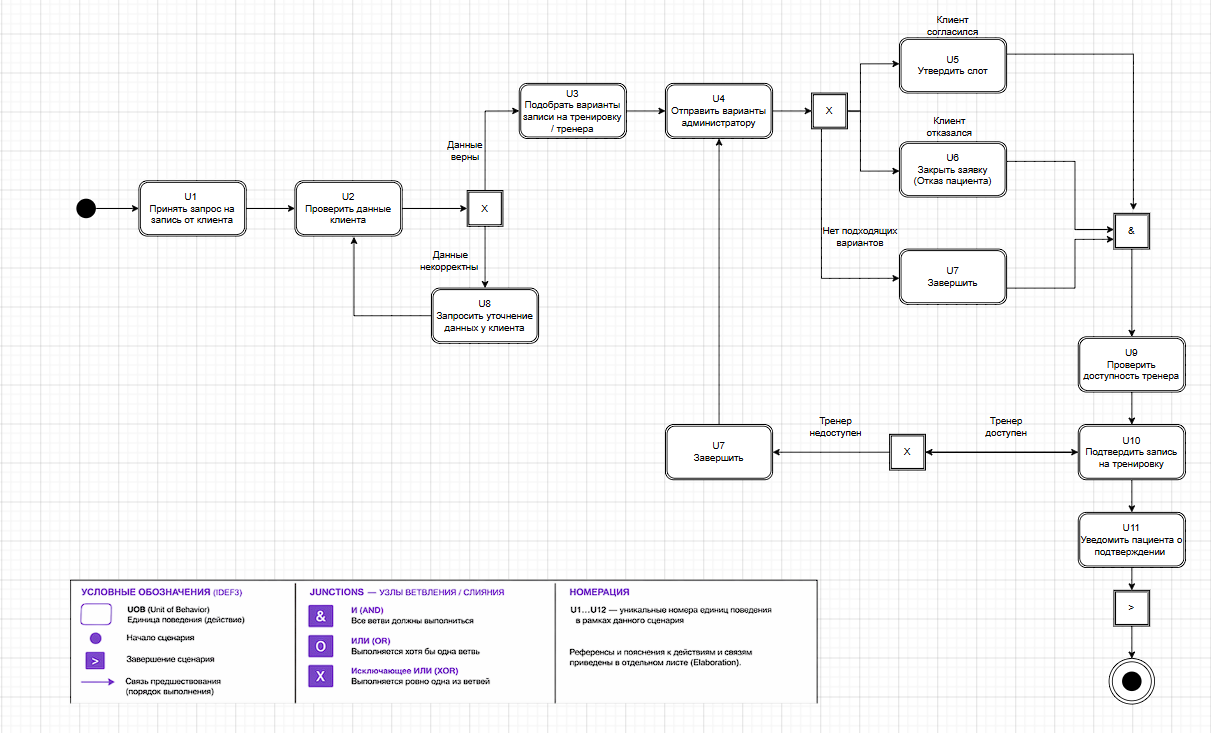 Клиент
согласился
U5
Утвердить слот
U3
Подобрать варианты
записи на тренировку
/ тренера
U4
Отправить варианты
администратору
X
Клиент
отказался
Данные
верны
U6
Закрыть заявку
(Отказ пациента)
U1
Принять запрос на
запись от клиента
U2
Проверить данные
клиента
X
Нет подходящих
вариантов
&
Данные
некорректны
U7
Завершить
U8
Запросить уточнение
данных у клиента
U9
Проверить
доступность тренера
Тренер
недоступен
Тренер
доступен
U7
Завершить
X
U10
Подтвердить запись
на тренировку
U11
Уведомить пациента о
подтверждении
>
УСЛОВНЫЕ ОБОЗНАЧЕНИЯ (IDEF3)
UOB (Unit of Behavior)
Единица поведения (действие)
Начало сценария
>
Завершение сценария
Связь предшествования
(порядок выполнения)
JUNCTIONS — УЗЛЫ ВЕТВЛЕНИЯ / СЛИЯНИЯ
&
И (AND)
Все ветви должны выполниться
O
ИЛИ (OR)
Выполняется хотя бы одна ветвь
X
Исключающее ИЛИ (XOR)
Выполняется ровно одна из ветвей
НОМЕРАЦИЯ
U1...U12 — уникальные номера единиц поведения
в рамках данного сценария
Референсы и пояснения к действиям и связям
приведены в отдельном листе (Elaboration).